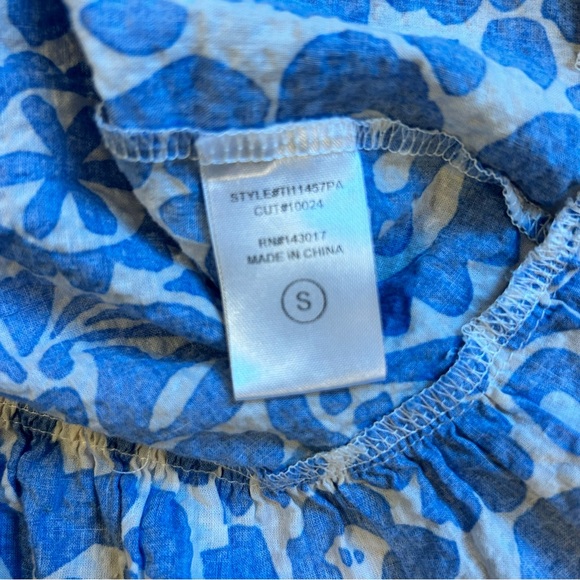 STYLE#TI11457PA
CUT#10024
RN#143017
MADE IN CHINA
S